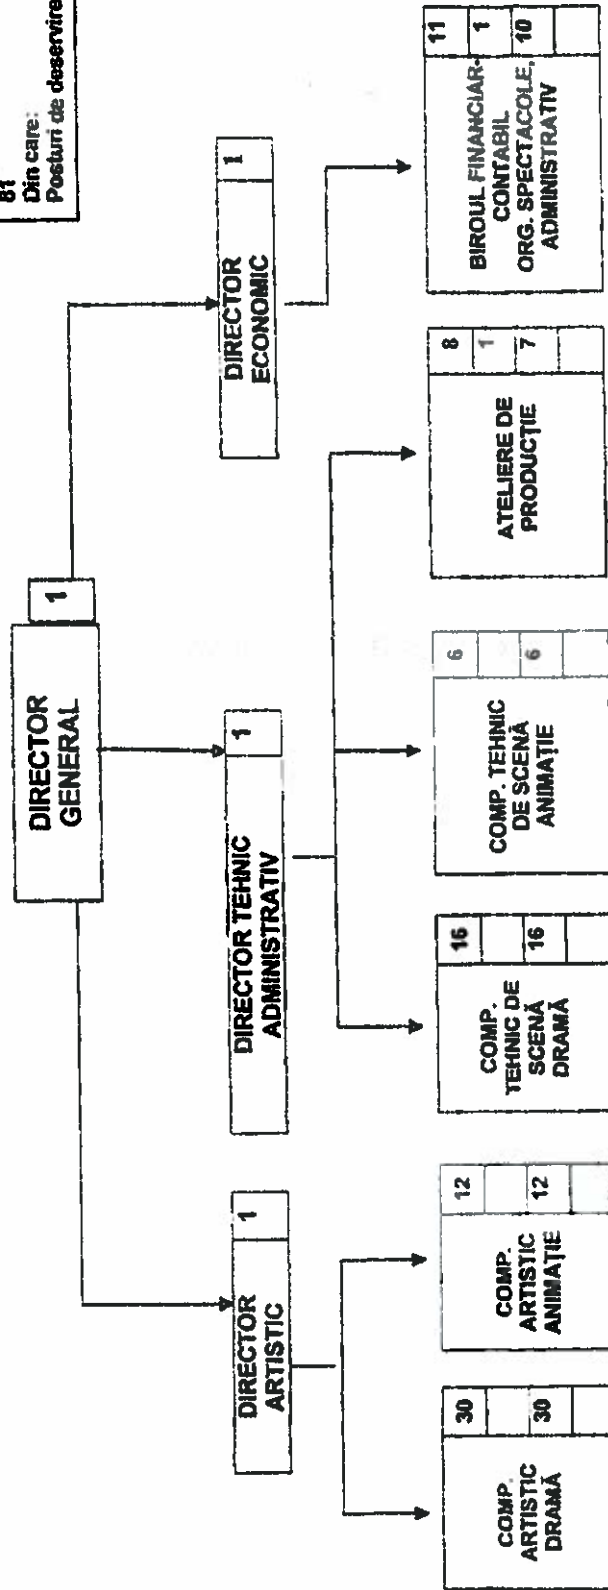 81
Din care:
Posturi de deservire
DIRECTOR
GENERAL
1
DIRECTOR
ARTISTIC
1
DIRECTOR TEHNIC
ADMINISTRATIV
1
DIRECTOR
ECONOMIC
1
COMP.
ARTISTIC
DRAMĂ
30
30
COMP.
ARTISTIC
ANIMAȚIE
12
12
COMP.
TEHNIC DE
SCENĂ
DRAMĂ
16
16
COMP. TEHNIC
DE SCENĂ
ANIMAȚIE
6
6
ATELIERE DE
PRODUCȚIE
8
1
7
BIROUL FINANCIAR-
CONTABIL
ORG. SPECTACOLE,
ADMINISTRATIV
11
1
10